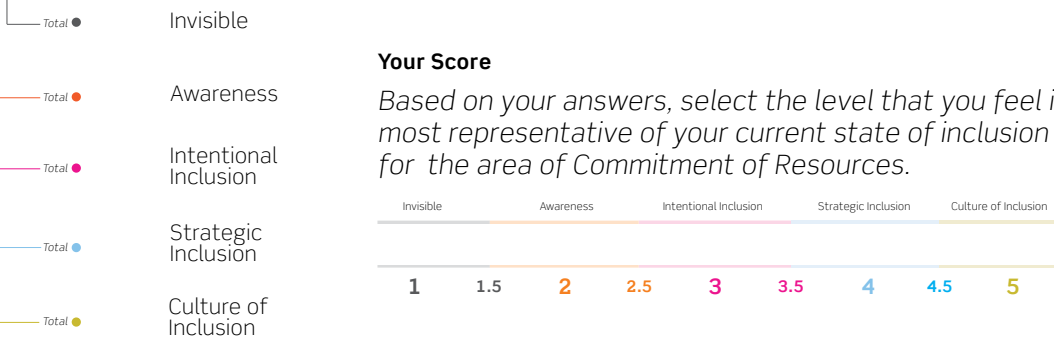 Total
Invisible
Total
Awareness
Total
Intentional
Inclusion
Total
Strategic
Inclusion
Total
Culture of
Inclusion
Your Score
Based on your answers, select the level that you feel
most representative of your current state of inclusion
for the area of Commitment of Resources.
Invisible Awareness Intentional Inclusion Strategic Inclusion Culture of Inclusion
1 1.5 2 2.5 3 3.5 4 4.5 5